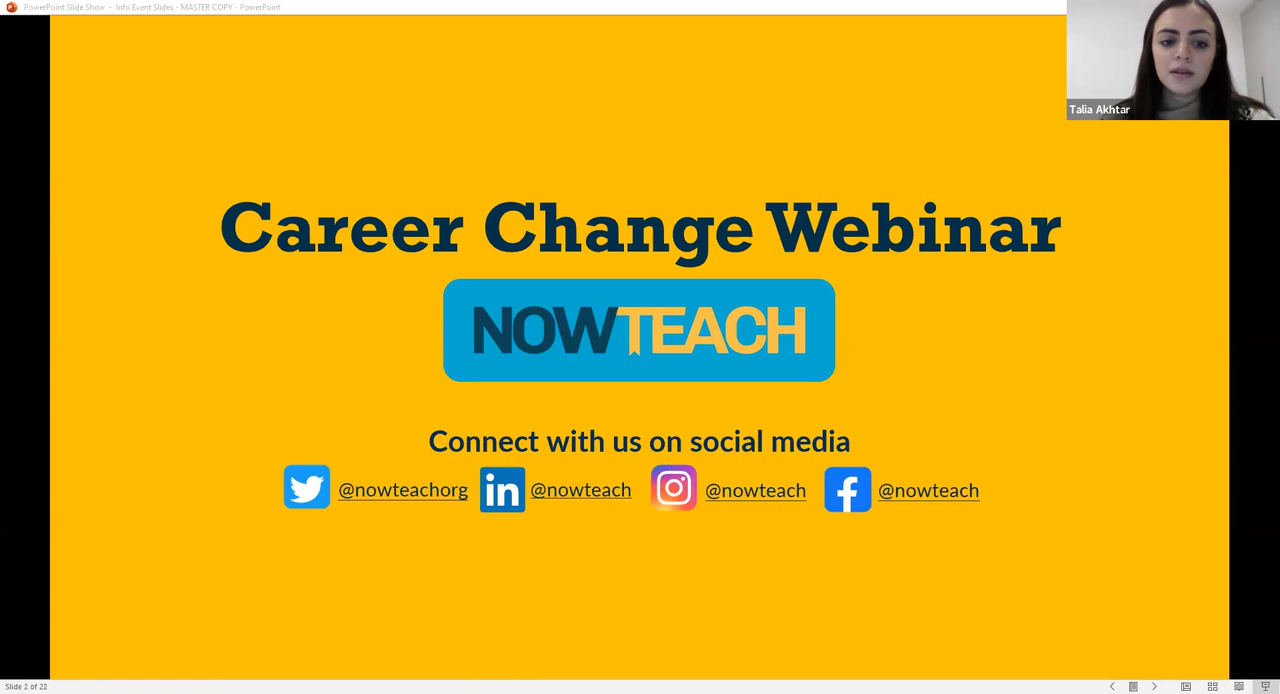 PowerPoint Slide Show - Info Event Slides - MASTER COPY - PowerPoint
Talia Akhtar
Career Change Webinar
NOWTEACH
Connect with us on social media
@nowteachorg @nowteach @nowteach @nowteach
Slide 2 of 22